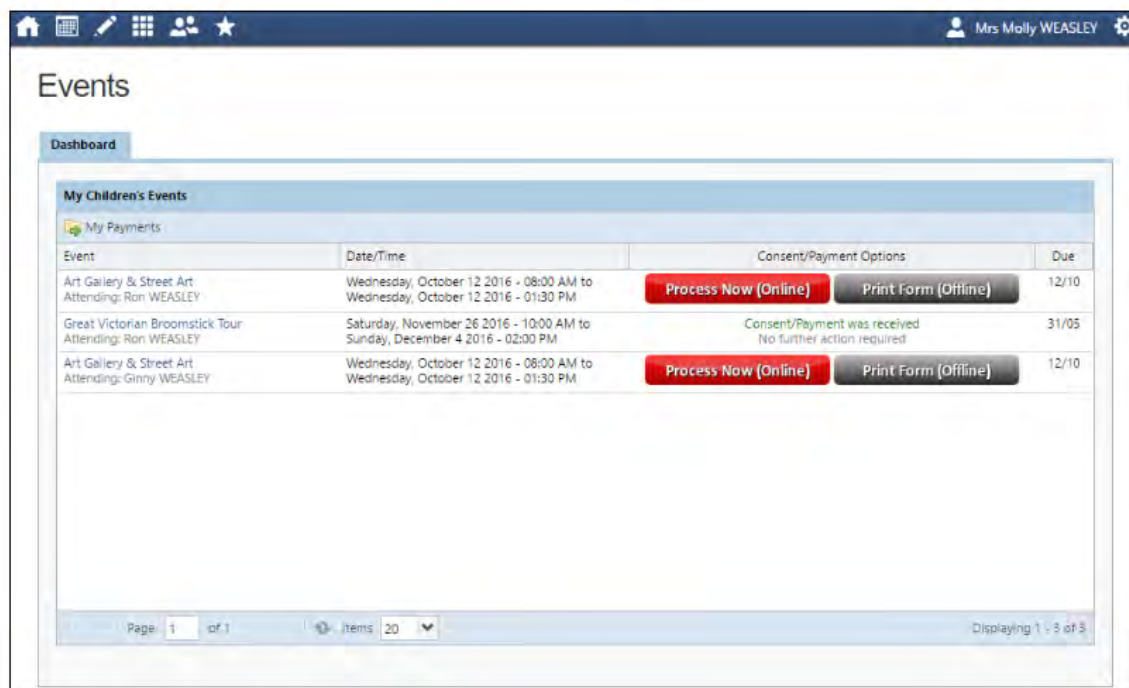 Mrs Molly WEASLEY
Events
Dashboard
My Children's Events
My Payments
Event Date/Time Consent/Payment Options Due
Art Gallery & Street Art Wednesday, October 12 2016 - 08:00 AM to Process Now (Online) Print Form (Offline) 12/10
Attending: Ron WEASLEY Wednesday, October 12 2016 - 01:30 PM
Great Victorian Broomstick Tour Saturday, November 26 2016 - 10:00 AM to Consent/Payment was received 31/05
Attending: Ron WEASLEY Sunday, December 4 2016 - 02:00 PM No further action required
Art Gallery & Street Art Wednesday, October 12 2016 - 08:00 AM to Process Now (Online) Print Form (Offline) 12/10
Attending: Ginny WEASLEY Wednesday, October 12 2016 - 01:30 PM
Page 1 of 1 Items 20 Displaying 1 - 3 of 3